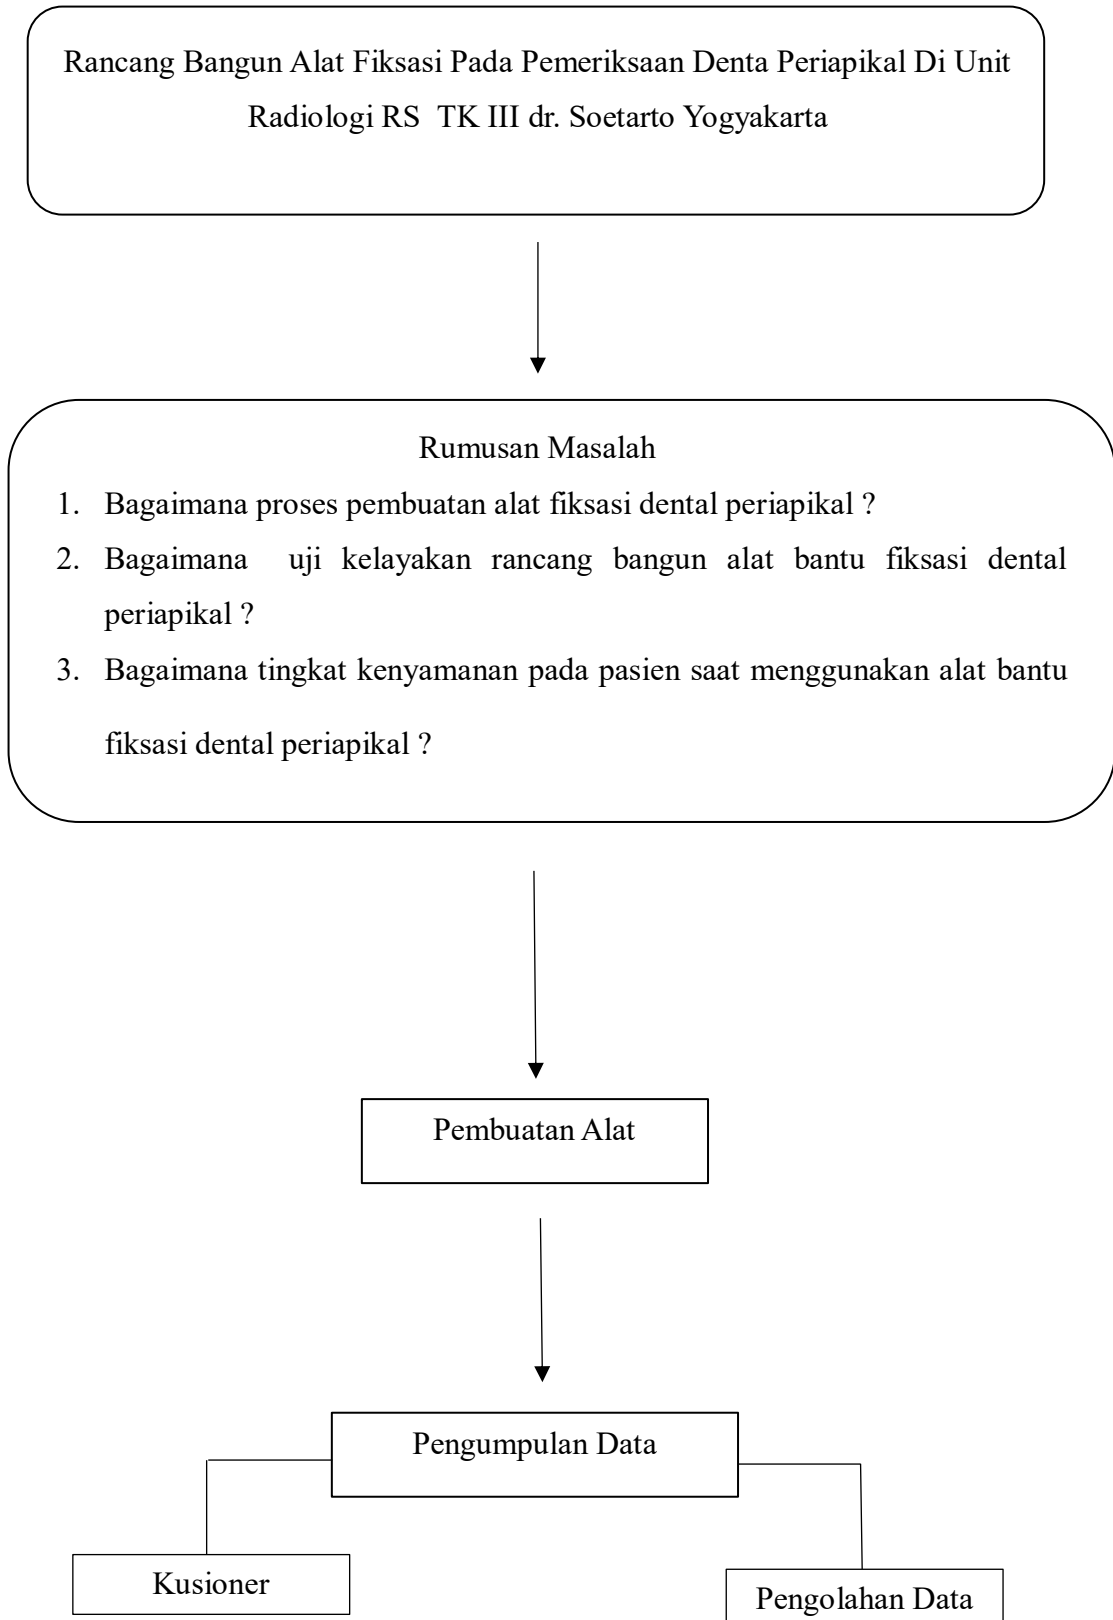 Rancang Bangun Alat Fiksasi Pada Pemeriksaan Denta Periapikal Di Unit
Radiologi RS TK III dr. Soetarto Yogyakarta
Rumusan Masalah
1. Bagaimana proses pembuatan alat fiksasi dental periapikal ?
2. Bagaimana uji kelayakan rancang bangun alat bantu fiksasi dental
periapikal ?
3. Bagaimana tingkat kenyamanan pada pasien saat menggunakan alat bantu
fiksasi dental periapikal ?
Pembuatan Alat
Pengumpulan Data
Kusioner
Pengolahan Data